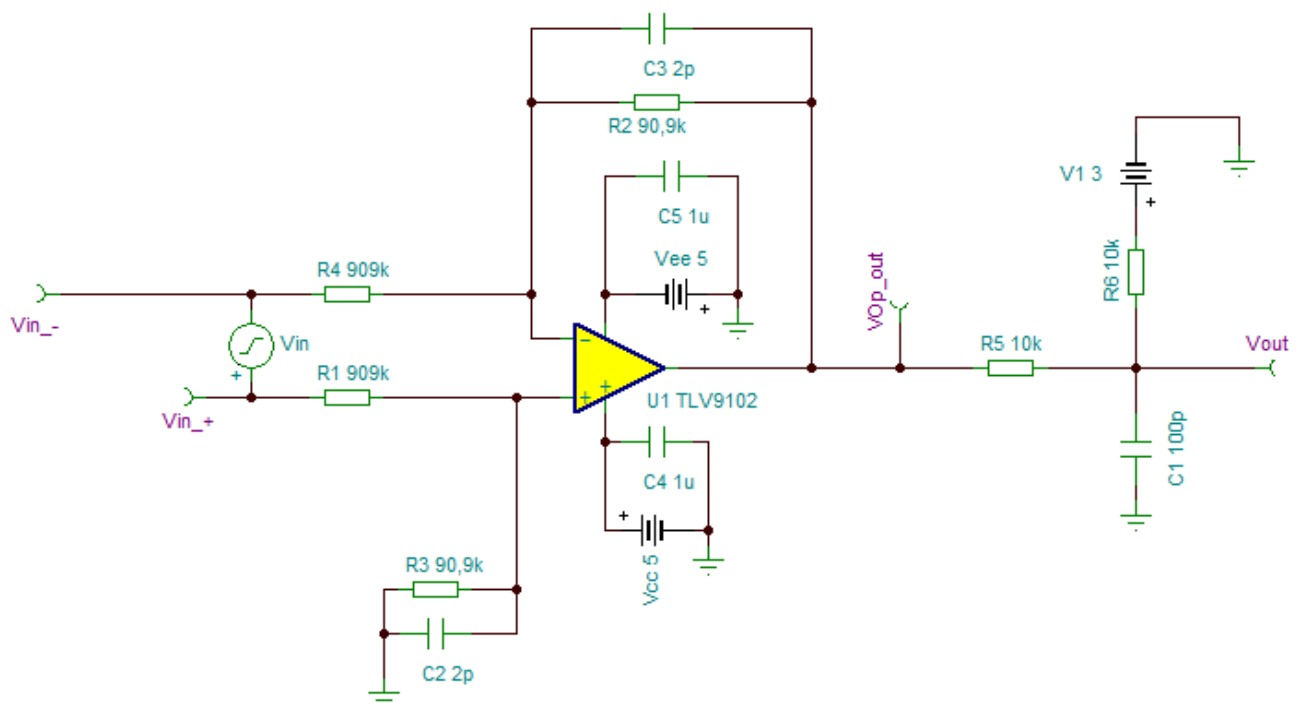 C3 2p
R2 90,9k
V1 3
+
C5 1u
R6 10k
R4 909k
Vee 5
+
VOp_out
Vin_-
Vin
+
R5 10k
Vout
R1 909k
-
+
+
U1 TLV9102
Vin_+
C1 100p
C4 1u
+
R3 90,9k
Vcc 5
C2 2p